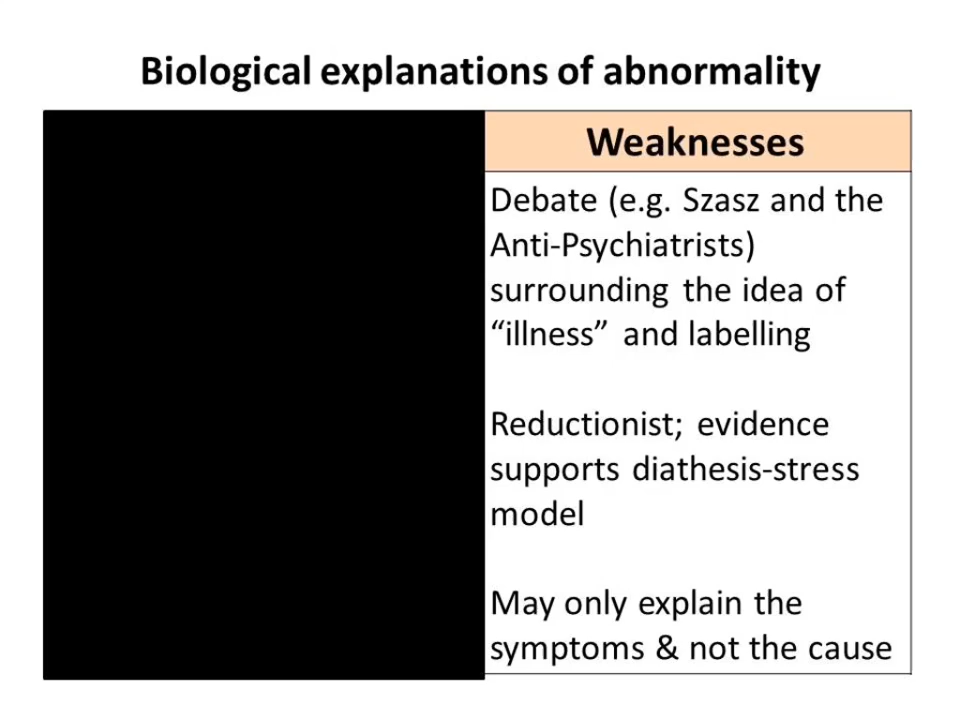 Biological explanations of abnormality
Weaknesses
Debate (e.g. Szasz and the
Anti-Psychiatrists)
surrounding the idea of
“illness” and labelling
Reductionist; evidence
supports diathesis-stress
model
May only explain the
symptoms & not the cause